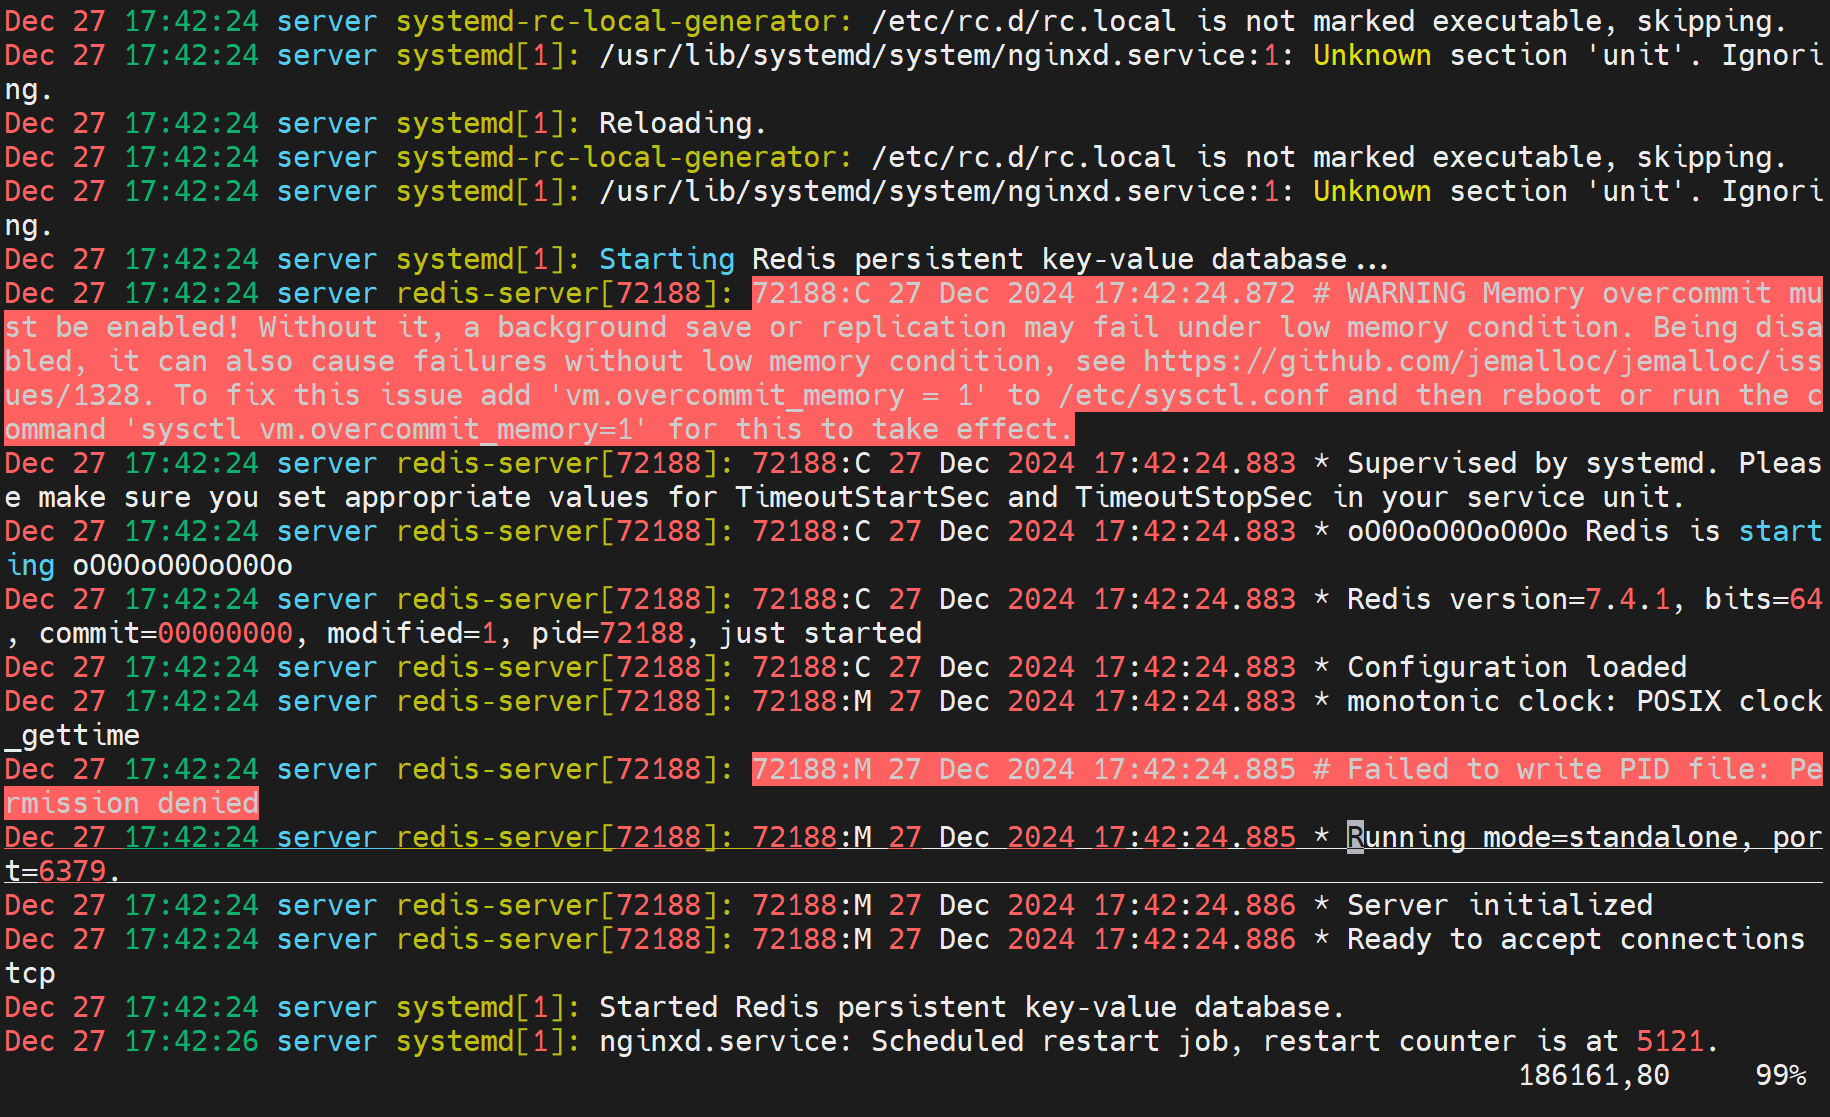 Dec 27 17:42:24 server systemd-rc-local-generator: /etc/rc.d/rc.local is not marked executable, skipping.
Dec 27 17:42:24 server systemd[1]: /usr/lib/systemd/system/nginxd.service:1: Unknown section 'unit'. Ignori
ng.
Dec 27 17:42:24 server systemd[1]: Reloading.
Dec 27 17:42:24 server systemd-rc-local-generator: /etc/rc.d/rc.local is not marked executable, skipping.
Dec 27 17:42:24 server systemd[1]: /usr/lib/systemd/system/nginxd.service:1: Unknown section 'unit'. Ignori
ng.
Dec 27 17:42:24 server systemd[1]: Starting Redis persistent key-value database...
Dec 27 17:42:24 server redis-server[72188]: 72188:C 27 Dec 2024 17:42:24.872 # WARNING Memory overcommit mu
st be enabled! Without it, a background save or replication may fail under low memory condition. Being disa
bled, it can also cause failures without low memory condition, see https://github.com/jemalloc/jemalloc/iss
ues/1328. To fix this issue add 'vm.overcommit_memory = 1' to /etc/sysctl.conf and then reboot or run the c
ommand 'sysctl vm.overcommit_memory=1' for this to take effect.
Dec 27 17:42:24 server redis-server[72188]: 72188:C 27 Dec 2024 17:42:24.883 * Supervised by systemd. Pleas
e make sure you set appropriate values for TimeoutStartSec and TimeoutStopSec in your service unit.
Dec 27 17:42:24 server redis-server[72188]: 72188:C 27 Dec 2024 17:42:24.883 * oO0OoO0OoO0Oo Redis is start
ing oO0OoO0OoO0Oo
Dec 27 17:42:24 server redis-server[72188]: 72188:C 27 Dec 2024 17:42:24.883 * Redis version=7.4.1, bits=64
, commit=00000000, modified=1, pid=72188, just started
Dec 27 17:42:24 server redis-server[72188]: 72188:C 27 Dec 2024 17:42:24.883 * Configuration loaded
Dec 27 17:42:24 server redis-server[72188]: 72188:M 27 Dec 2024 17:42:24.883 * monotonic clock: POSIX clock
_gettime
Dec 27 17:42:24 server redis-server[72188]: 72188:M 27 Dec 2024 17:42:24.885 # Failed to write PID file: Pe
rmission denied
Dec 27 17:42:24 server redis-server[72188]: 72188:M 27 Dec 2024 17:42:24.885 * Running mode=standalone, por
t=6379.
Dec 27 17:42:24 server redis-server[72188]: 72188:M 27 Dec 2024 17:42:24.886 * Server initialized
Dec 27 17:42:24 server redis-server[72188]: 72188:M 27 Dec 2024 17:42:24.886 * Ready to accept connections
tcp
Dec 27 17:42:24 server systemd[1]: Started Redis persistent key-value database.
Dec 27 17:42:26 server systemd[1]: nginxd.service: Scheduled restart job, restart counter is at 5121.
186161,80 99%